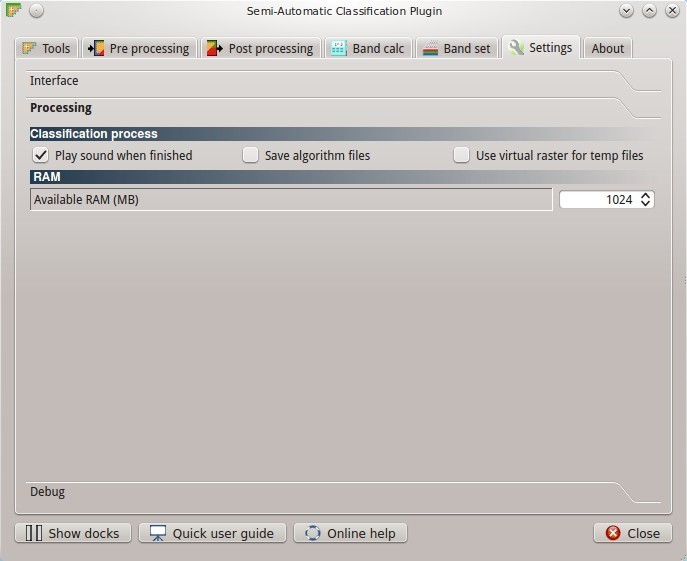 Semi-Automatic Classification Plugin
Tools Pre processing Post processing Band calc Band set Settings About
Interface
Processing
Classification process
Play sound when finished Save algorithm files Use virtual raster for temp files
RAM
Available RAM (MB) 1024
Debug
Show docks Quick user guide Online help Close